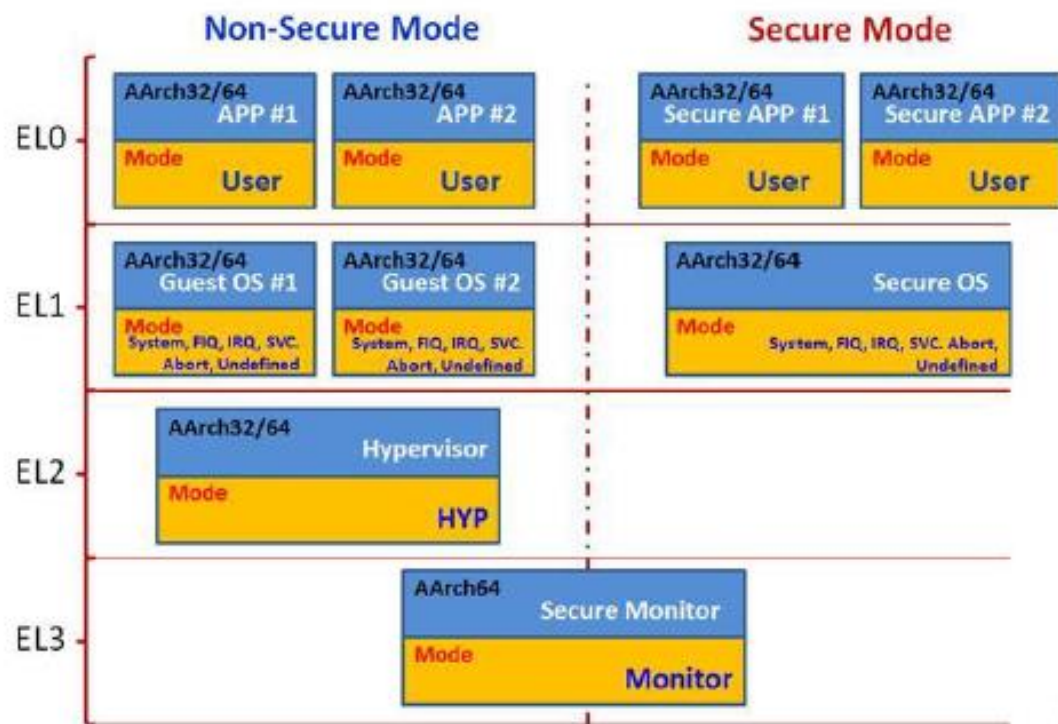 Non-Secure Mode
Secure Mode
EL0
AArch32/64
APP #1
Mode
User
AArch32/64
APP #2
Mode
User
AArch32/64
Secure APP #1
Mode
User
AArch32/64
Secure APP #2
Mode
User
EL1
AArch32/64
Guest OS #1
Mode
System, FIQ, IRQ, SVC.
Abort, Undefined
AArch32/64
Guest OS #2
Mode
System, FIQ, IRQ, SVC.
Abort, Undefined
AArch32/64
Secure OS
Mode
System, FIQ, IRQ, SVC. Abort,
Undefined
EL2
AArch32/64
Hypervisor
Mode
HYP
EL3
AArch64
Secure Monitor
Mode
Monitor